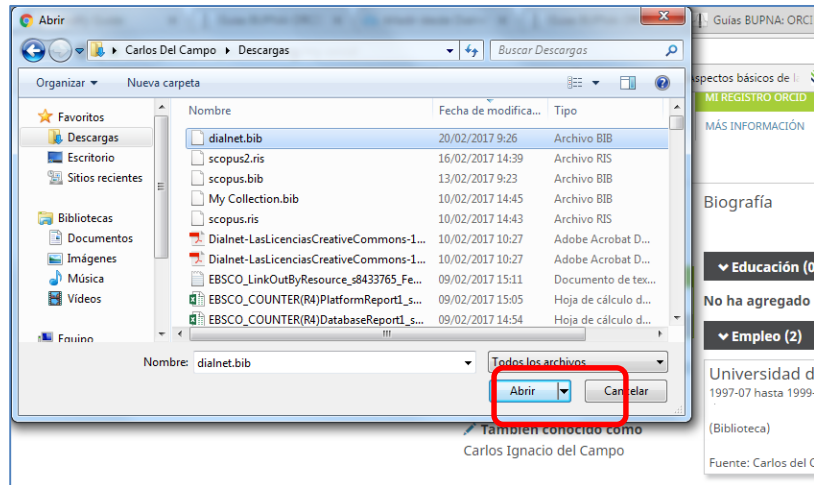 Abrir
Guías BUPNA: ORCI
Carlos Del Campo ▸ Descargas
Buscar Descargas
Organizar
Nueva carpeta
Favoritos
Descargas
Escritorio
Sitios recientes
Bibliotecas
Documentos
Imágenes
Música
Vídeos
Equipo
Nombre Fecha de modifica... Tipo
dialnet.bib 20/02/2017 9:26 Archivo BIB
scopus2.ris 16/02/2017 14:39 Archivo RIS
scopus.bib 13/02/2017 9:23 Archivo BIB
My Collection.bib 10/02/2017 14:45 Archivo BIB
scopus.ris 10/02/2017 14:43 Archivo RIS
Dialnet-LasLicenciasCreativeCommons-1... 10/02/2017 10:27 Adobe Acrobat D...
Dialnet-LasLicenciasCreativeCommons-1... 10/02/2017 10:27 Adobe Acrobat D...
EBSCO_LinkOutByResource_s8433765_Fe... 09/02/2017 15:11 Documento de tex...
EBSCO_COUNTER(R4)PlatformReport1_s... 09/02/2017 15:05 Hoja de cálculo d...
EBSCO_COUNTER(R4)DatabaseReport1_s... 09/02/2017 14:54 Hoja de cálculo d...
Nombre: dialnet.bib
Todos los archivos
Abrir
Cancelar
spectos básicos de l
MI REGISTRO ORCID
MÁS INFORMACIÓN
Biografía
Educación (0
No ha agregado
Empleo (2)
Universidad d
1997-07 hasta 1999-
(Biblioteca)
Fuente: Carlos del C
También conocido como
Carlos Ignacio del Campo